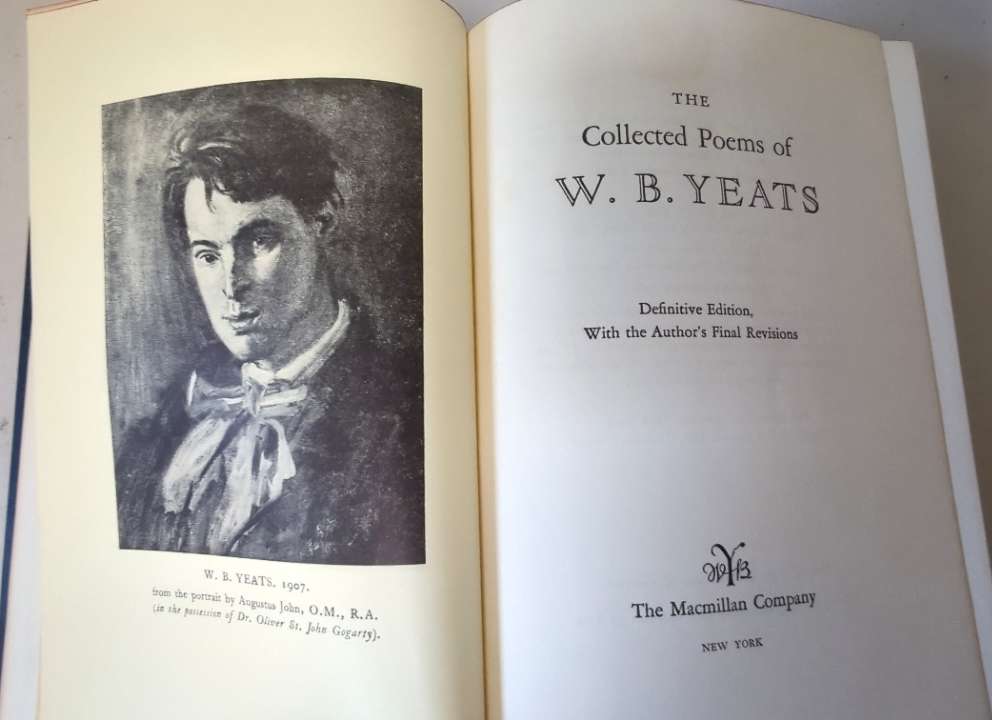 W. B. YEATS. 1907.
from the portrait by Augustus John, O.M., R.A.
(in the possession of Dr. Oliver St. John Gogarty).
THE
Collected Poems of
W. B. YEATS
Definitive Edition,
With the Author's Final Revisions
WYB
The Macmillan Company
NEW YORK